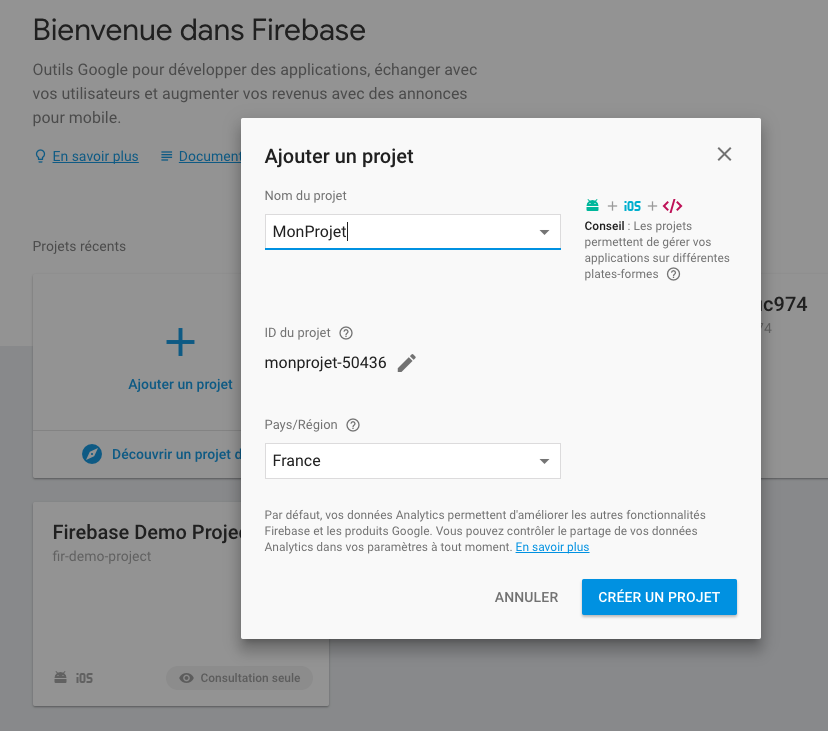 Bienvenue dans Firebase
Outils Google pour développer des applications, échanger avec
vos utilisateurs et augmenter vos revenus avec des annonces
pour mobile.
En savoir plus
Projets récents
Ajouter un projet
Découvrir un projet
Firebase Demo
fir-demo-project
iOS
Consultation seule
Ajouter un projet
Nom du projet
MonProjet
+ iOS + </>
Conseil : Les projets
permettent de gérer vos
applications sur différentes
plates-formes
ID du projet
monprojet-50436
Pays/Région
France
Par défaut, vos données Analytics permettent d'améliorer les autres fonctionnalités
Firebase et les produits Google. Vous pouvez contrôler le partage de vos données
Analytics dans vos paramètres à tout moment. En savoir plus
ANNULER
CRÉER UN PROJET